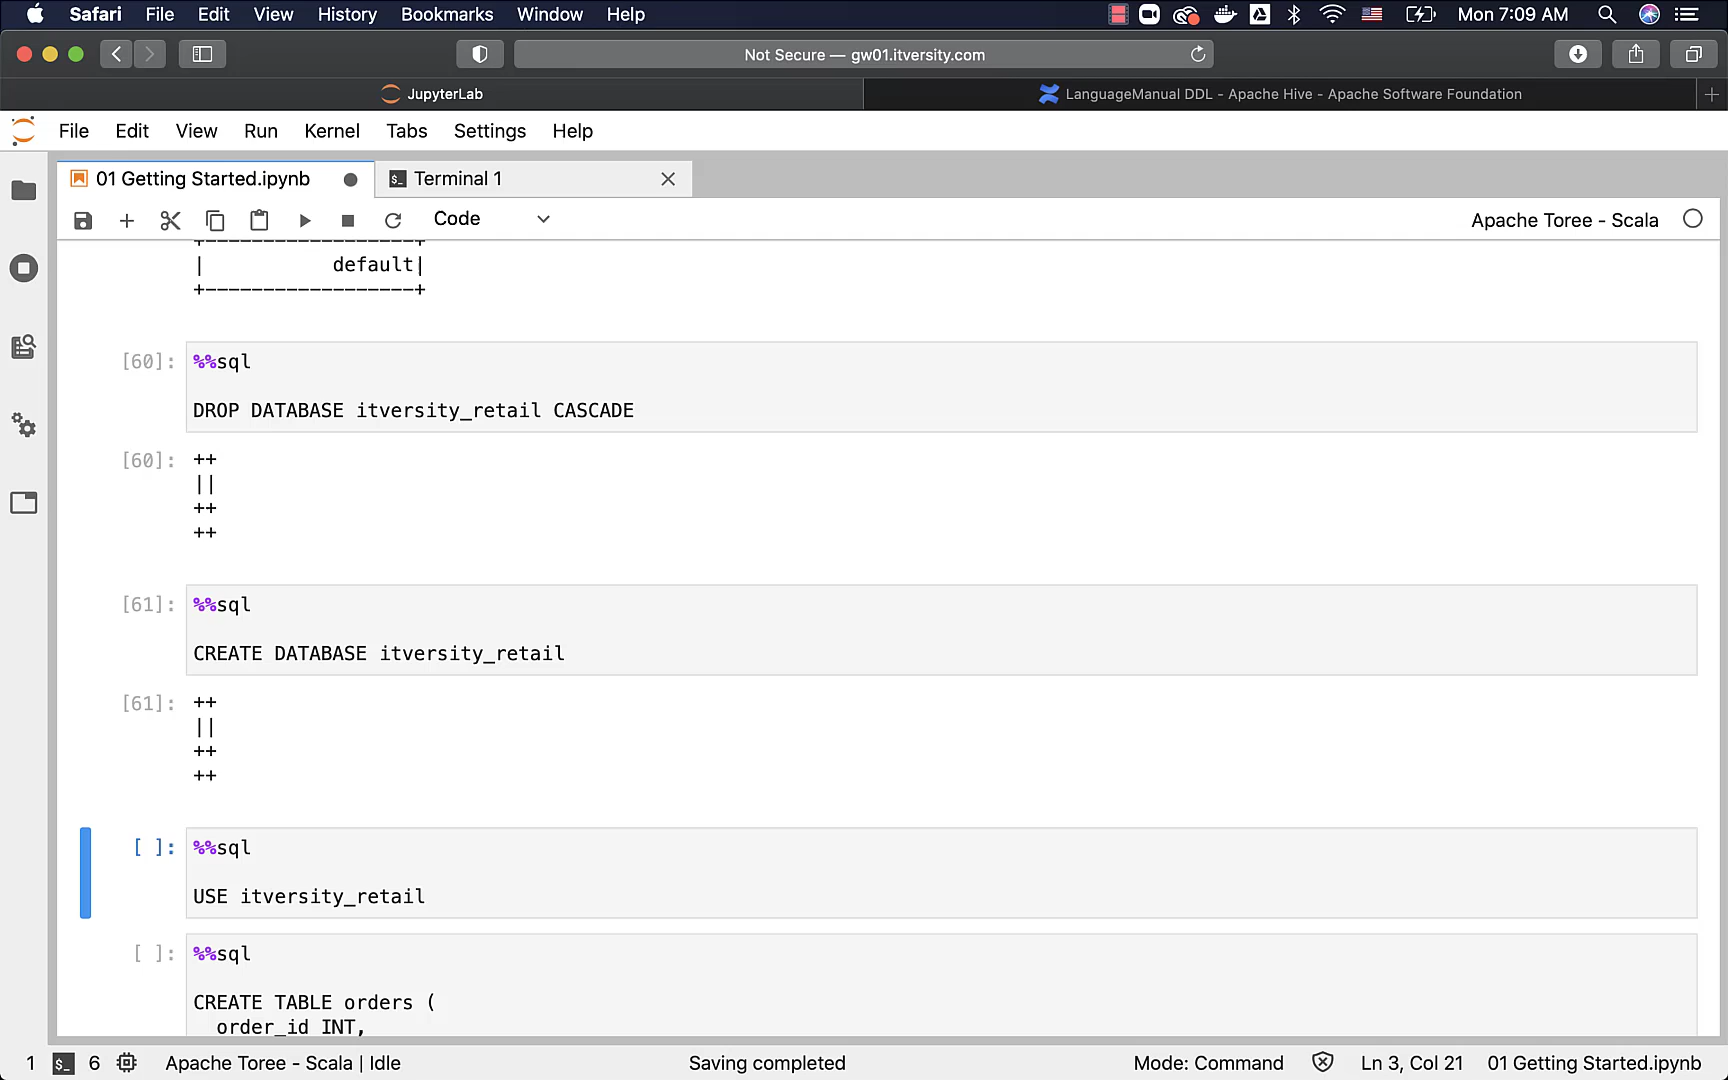 Safari File Edit View History Bookmarks Window Help Mon 7:09 AM
Not Secure — gw01.itversity.com
JupyterLab LanguageManual DDL - Apache Hive - Apache Software Foundation
File Edit View Run Kernel Tabs Settings Help
01 Getting Started.ipynb Terminal 1
Code Apache Toree - Scala
+------------------+
| default|
+------------------+
[60]: %%sql
DROP DATABASE itversity_retail CASCADE
[60]: ++
||
++
++
[61]: %%sql
CREATE DATABASE itversity_retail
[61]: ++
||
++
++
[ ]: %%sql
USE itversity_retail
[ ]: %%sql
CREATE TABLE orders (
order_id INT,
1 $_ 6 Apache Toree - Scala | Idle Saving completed Mode: Command Ln 3, Col 21 01 Getting Started.ipynb